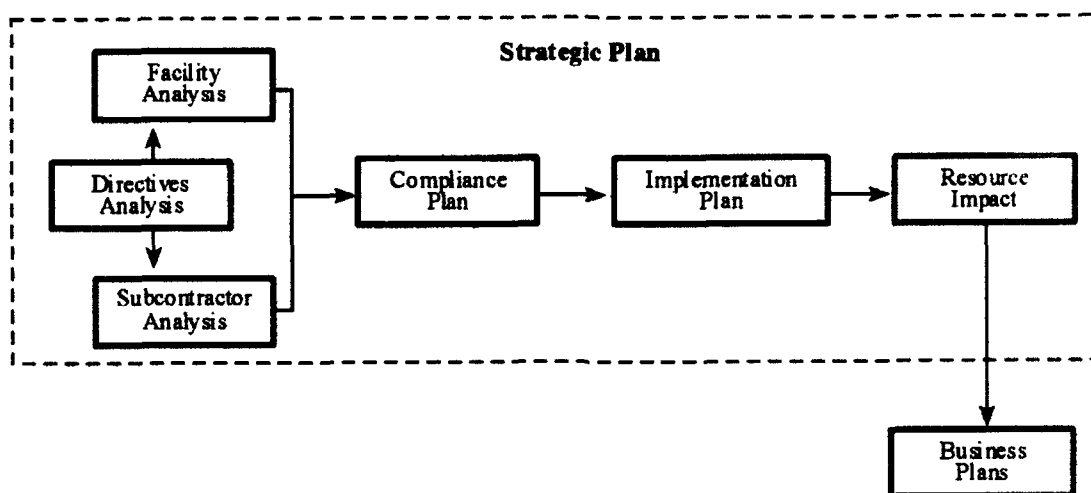 Strategic Plan
Facility
Analysis
Directives
Analysis
Subcontractor
Analysis
Compliance
Plan
Implementation
Plan
Resource
Impact
Business
Plans